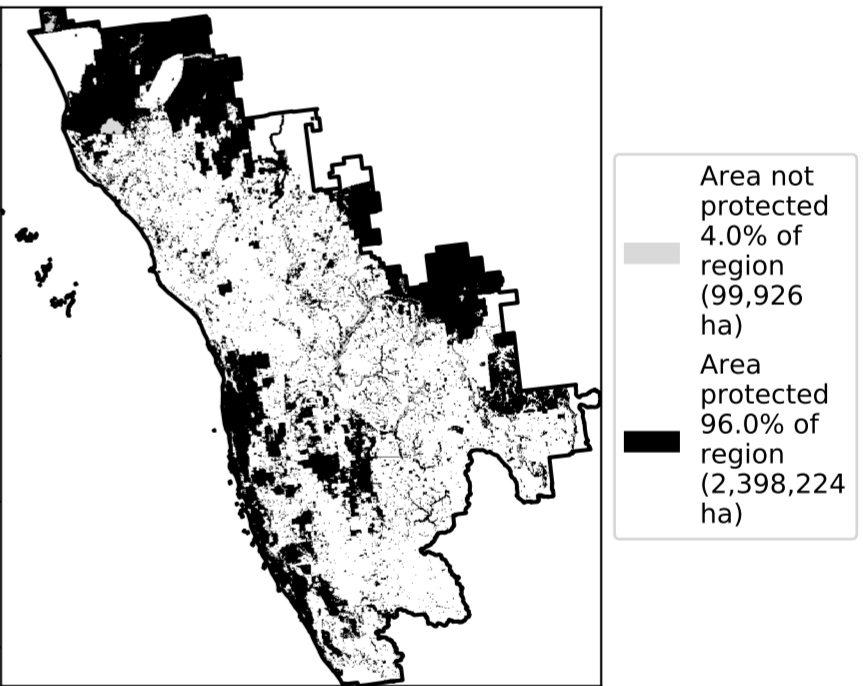 Area not
protected
4.0% of
region
(99,926
ha)
Area
protected
96.0% of
region
(2,398,224
ha)